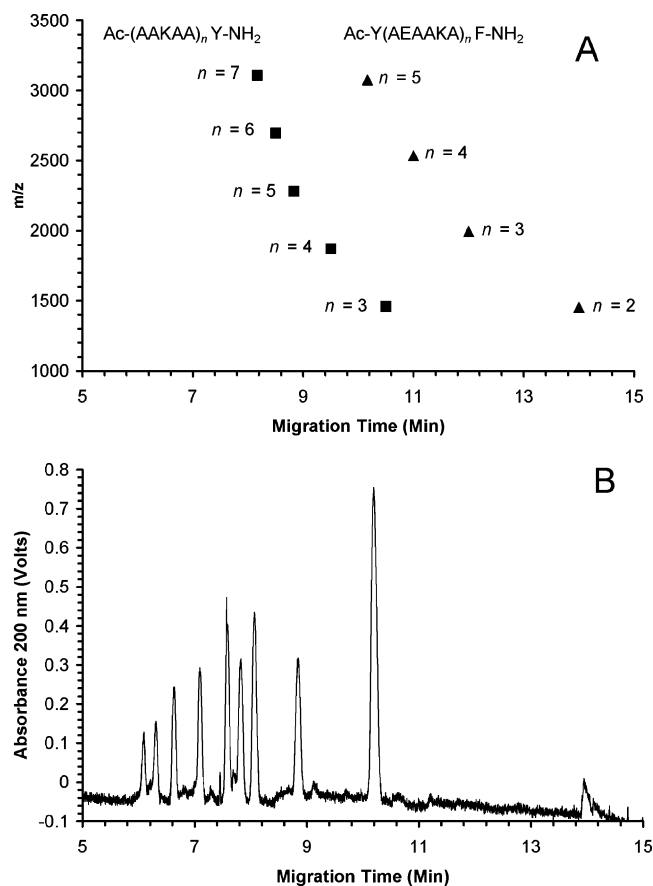 Ac-(AAKAA)n Y-NH2
Ac-Y(AEAAKA)n F-NH2
A
3500
3000
2500
2000
1500
1000
m/z
n = 7
n = 6
n = 5
n = 4
n = 3
n = 5
n = 4
n = 3
n = 2
5 7 9 11 13 15
Migration Time (Min)
B
0.8
0.7
0.6
0.5
0.4
0.3
0.2
0.1
0
-0.1
Absorbance 200 nm (Volts)
5 7 9 11 13 15
Migration Time (Min)